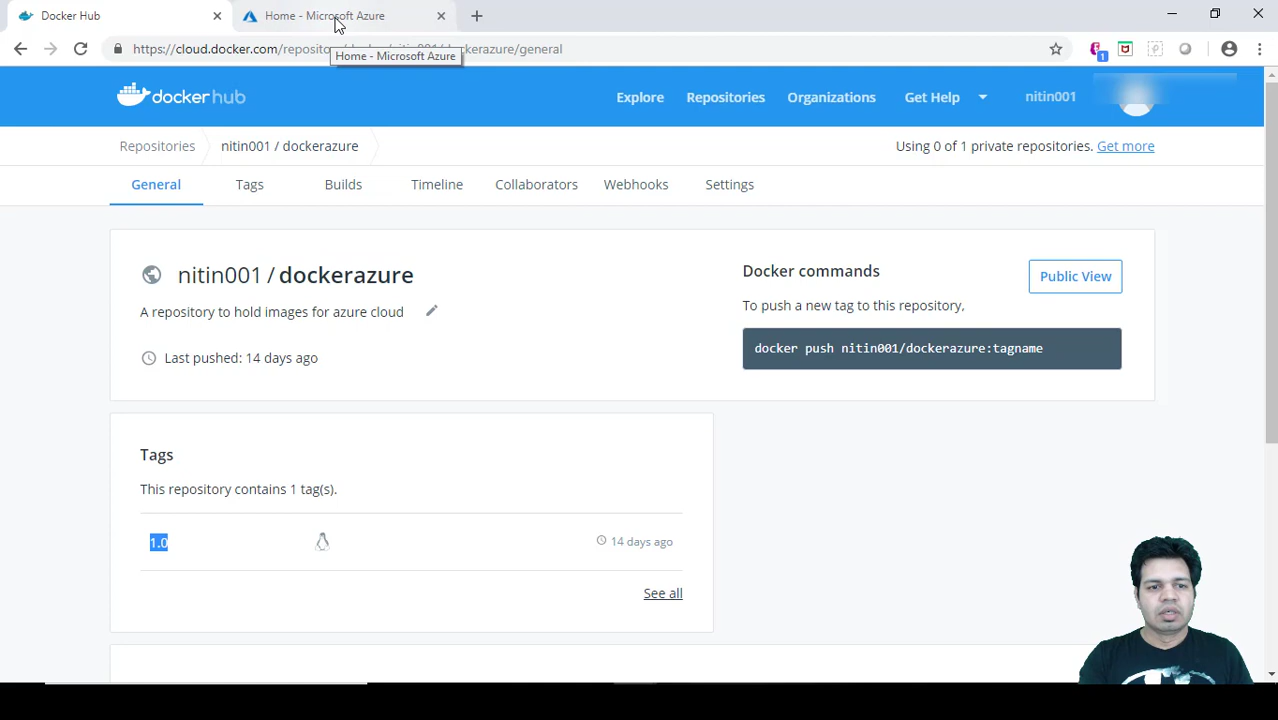 Docker Hub
Home - Microsoft Azure
https://cloud.docker.com/reposito
ckerazure/general
Home - Microsoft Azure
1
docker hub
Explore
Repositories
Organizations
Get Help
nitin001
Repositories
nitin001 / dockerazure
Using 0 of 1 private repositories. Get more
General
Tags
Builds
Timeline
Collaborators
Webhooks
Settings
nitin001 / dockerazure
A repository to hold images for azure cloud
Last pushed: 14 days ago
Docker commands
Public View
To push a new tag to this repository,
docker push nitin001/dockerazure:tagname
Tags
This repository contains 1 tag(s).
1.0
14 days ago
See all